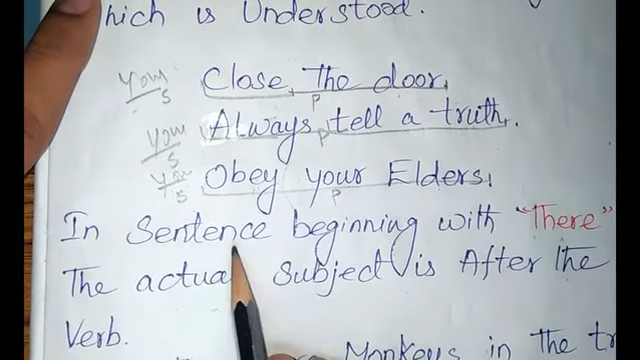 hich is Understood.
you Close The door.
S P
you Always tell a truth.
S P
you Obey your Elders.
S P
In Sentence beginning with "There"
The actual Subject is After The
Verb.
Monkeys in the tr